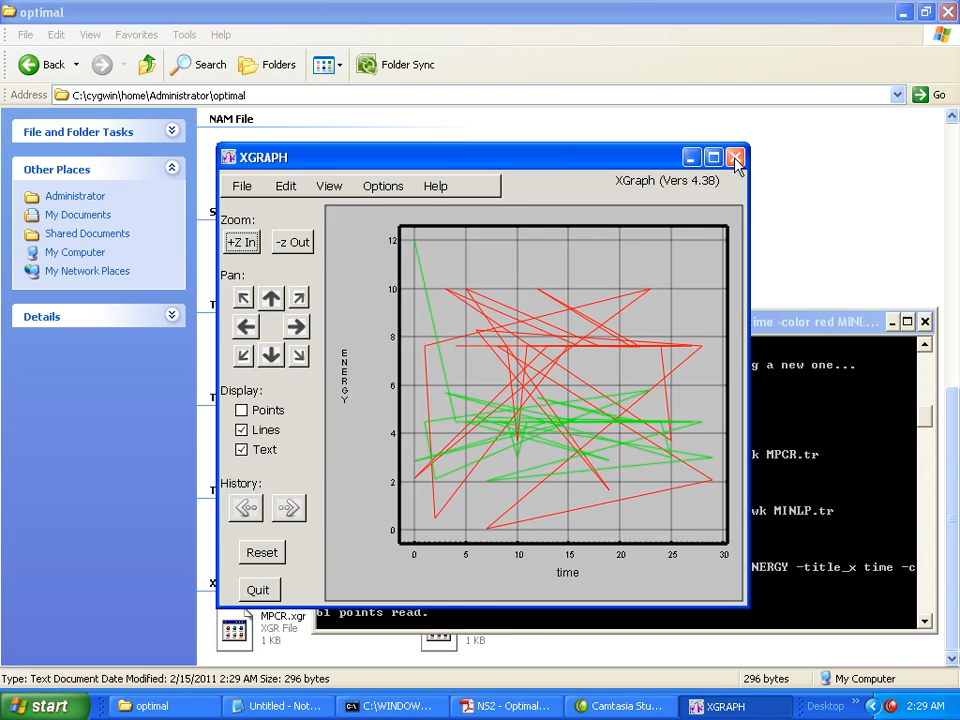 optimal
File Edit View Favorites Tools Help
Back Search Folders Folder Sync
Address C:\cygwin\home\Administrator\optimal Go
File and Folder Tasks
Other Places
Administrator
My Documents
Shared Documents
My Computer
My Network Places
Details
NAM File
XGRAPH
File Edit View Options Help
XGraph (Vers 4.38)
Zoom:
+Z In -z Out
Pan:
Display:
Points
Lines
Text
History:
Reset
Quit
ENERGY
12
10
8
6
4
2
0
0 5 10 15 20 25 30
time
ime -color red MINL...
g a new one...
k MPCR.tr
wk MINLP.tr
NERGY -title_x time -c
61 points read.
MPCR.xgr
XGR File
1 KB
1 KB
Type: Text Document Date Modified: 2/15/2011 2:29 AM Size: 296 bytes 296 bytes My Computer
start optimal Untitled - Not... C:\WINDOW... NS2 - Optimal... Camtasia Stu... XGRAPH Desktop 2:29 AM